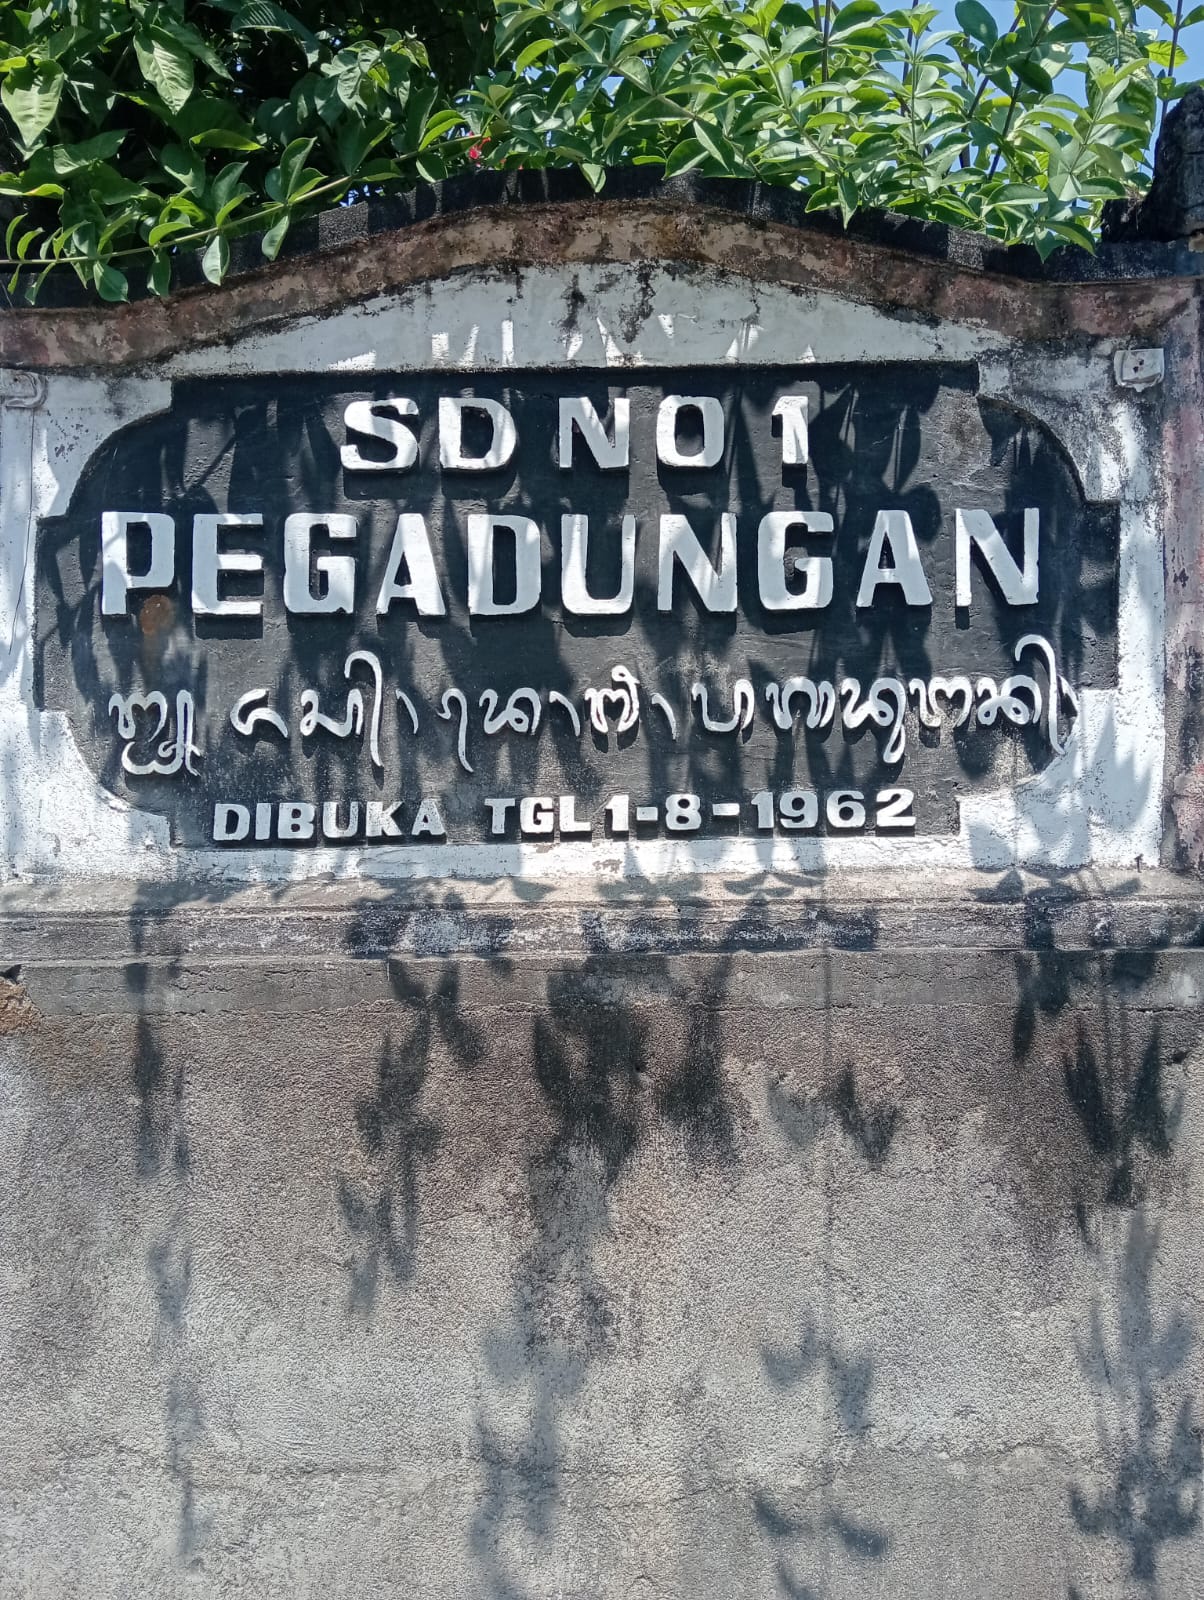 SD NO 1
PEGADUNGAN
DIBUKA TGL 1-8-1962